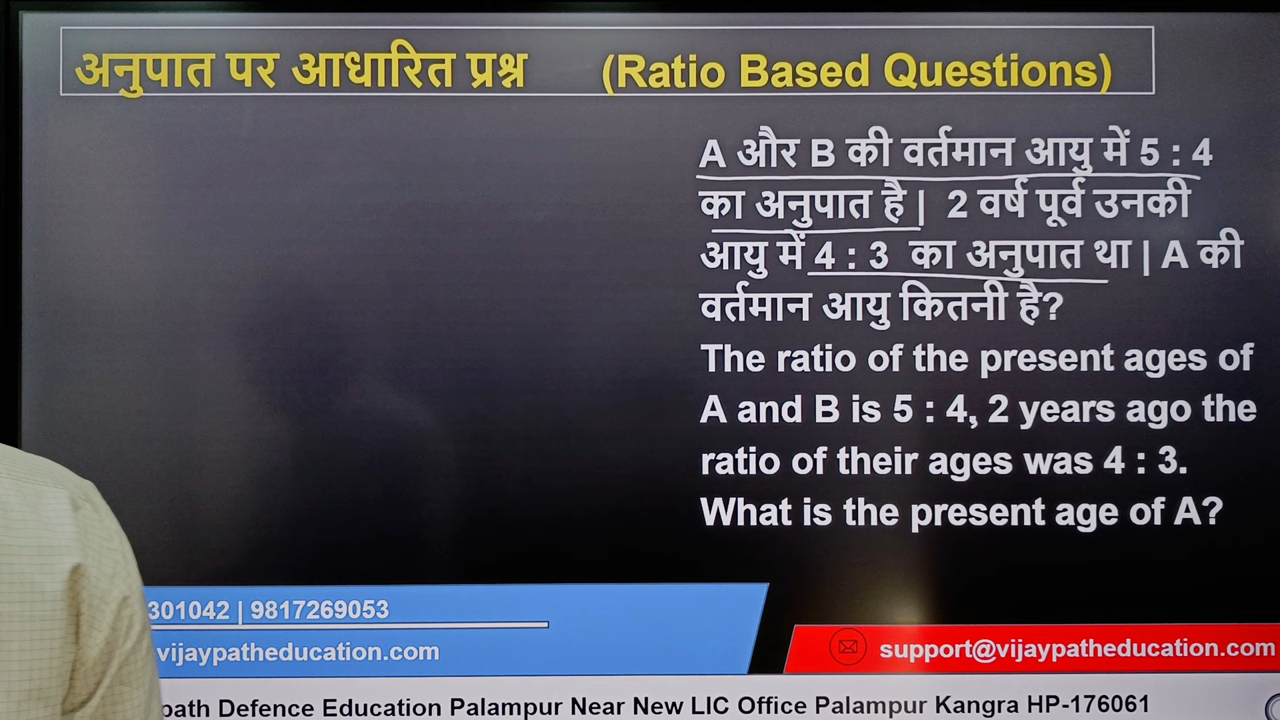 अनुपात पर आधारित प्रश्न (Ratio Based Questions)
A और B की वर्तमान आयु में 5 : 4
का अनुपात है | 2 वर्ष पूर्व उनकी
आयु में 4 : 3 का अनुपात था | A की
वर्तमान आयु कितनी है?
The ratio of the present ages of
A and B is 5 : 4, 2 years ago the
ratio of their ages was 4 : 3.
What is the present age of A?
301042 | 9817269053
vijaypatheducation.com
support@vijaypatheducation.com
path Defence Education Palampur Near New LIC Office Palampur Kangra HP-176061